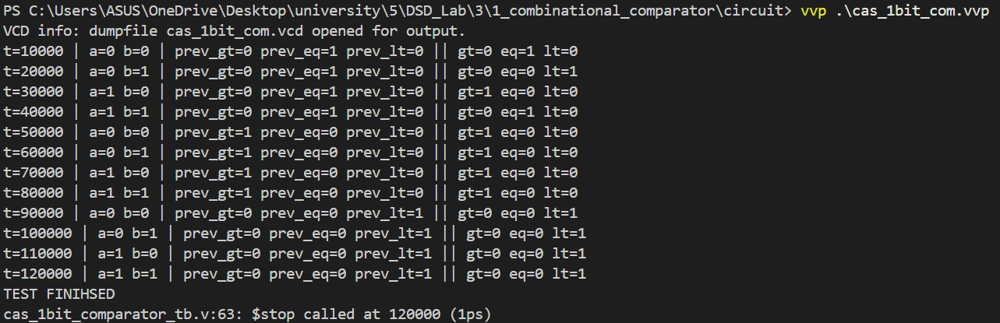 PS C:\Users\ASUS\OneDrive\Desktop\university\5\DSD_Lab\3\1_combinational_comparator\circuit> vvp .\cas_1bit_com.vvp
VCD info: dumpfile cas_1bit_com.vcd opened for output.
t=10000 | a=0 b=0 | prev_gt=0 prev_eq=1 prev_lt=0 || gt=0 eq=1 lt=0
t=20000 | a=0 b=1 | prev_gt=0 prev_eq=1 prev_lt=0 || gt=0 eq=0 lt=1
t=30000 | a=1 b=0 | prev_gt=0 prev_eq=1 prev_lt=0 || gt=1 eq=0 lt=0
t=40000 | a=1 b=1 | prev_gt=0 prev_eq=1 prev_lt=0 || gt=0 eq=1 lt=0
t=50000 | a=0 b=0 | prev_gt=1 prev_eq=0 prev_lt=0 || gt=1 eq=0 lt=0
t=60000 | a=0 b=1 | prev_gt=1 prev_eq=0 prev_lt=0 || gt=1 eq=0 lt=0
t=70000 | a=1 b=0 | prev_gt=1 prev_eq=0 prev_lt=0 || gt=1 eq=0 lt=0
t=80000 | a=1 b=1 | prev_gt=1 prev_eq=0 prev_lt=0 || gt=1 eq=0 lt=0
t=90000 | a=0 b=0 | prev_gt=0 prev_eq=0 prev_lt=1 || gt=0 eq=0 lt=1
t=100000 | a=0 b=1 | prev_gt=0 prev_eq=0 prev_lt=1 || gt=0 eq=0 lt=1
t=110000 | a=1 b=0 | prev_gt=0 prev_eq=0 prev_lt=1 || gt=0 eq=0 lt=1
t=120000 | a=1 b=1 | prev_gt=0 prev_eq=0 prev_lt=1 || gt=0 eq=0 lt=1
TEST FINIHSED
cas_1bit_comparator_tb.v:63: $stop called at 120000 (1ps)